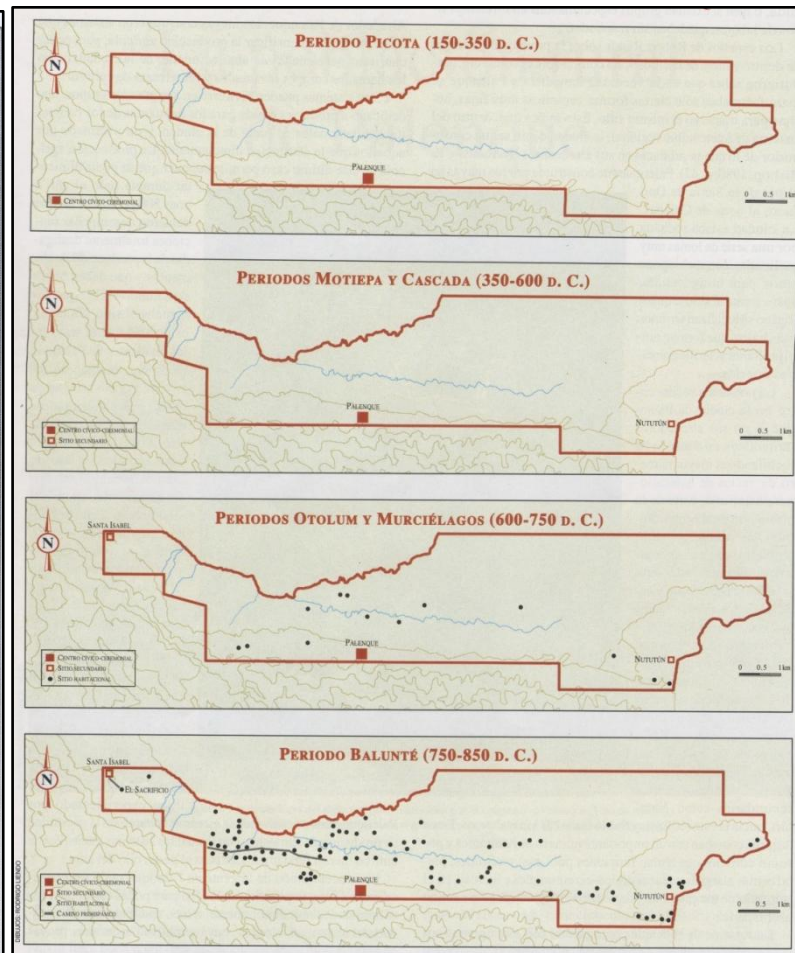 PERIODO PICOTA (150-350 D. C.)
N
PALENQUE
CENTRO CÍVICO-CEREMONIAL
0 0.5 1km
PERIODOS MOTIEPA Y CASCADA (350-600 D. C.)
N
PALENQUE
NUTUTÚN
CENTRO CÍVICO-CEREMONIAL
SITIO SECUNDARIO
0 0.5 1km
PERIODOS OTOLUM Y MURCIÉLAGOS (600-750 D. C.)
SANTA ISABEL
N
PALENQUE
NUTUTÚN
CENTRO CÍVICO-CEREMONIAL
SITIO SECUNDARIO
SITIO HABITACIONAL
0 0.5 1km
PERIODO BALUNTÉ (750-850 D. C.)
SANTA ISABEL
N
EL SACRIFICIO
PALENQUE
NUTUTÚN
CENTRO CÍVICO-CEREMONIAL
SITIO SECUNDARIO
SITIO HABITACIONAL
CAMINO PREHISPÁNICO
0 0.5 1km
DIBUJOS: RODRIGO LIENDO